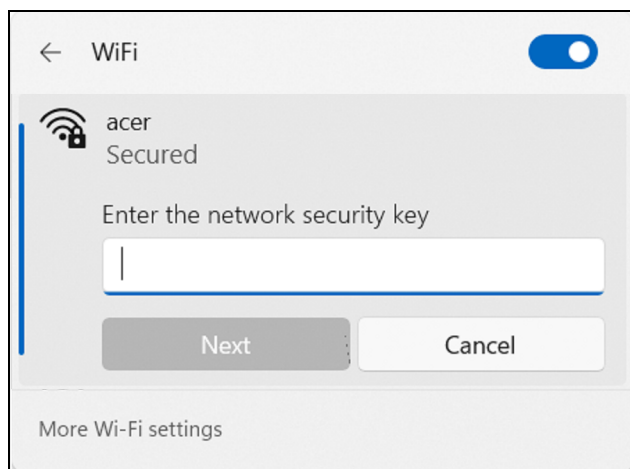 WiFi
acer
Secured
Enter the network security key
Next
Cancel
More Wi-Fi settings